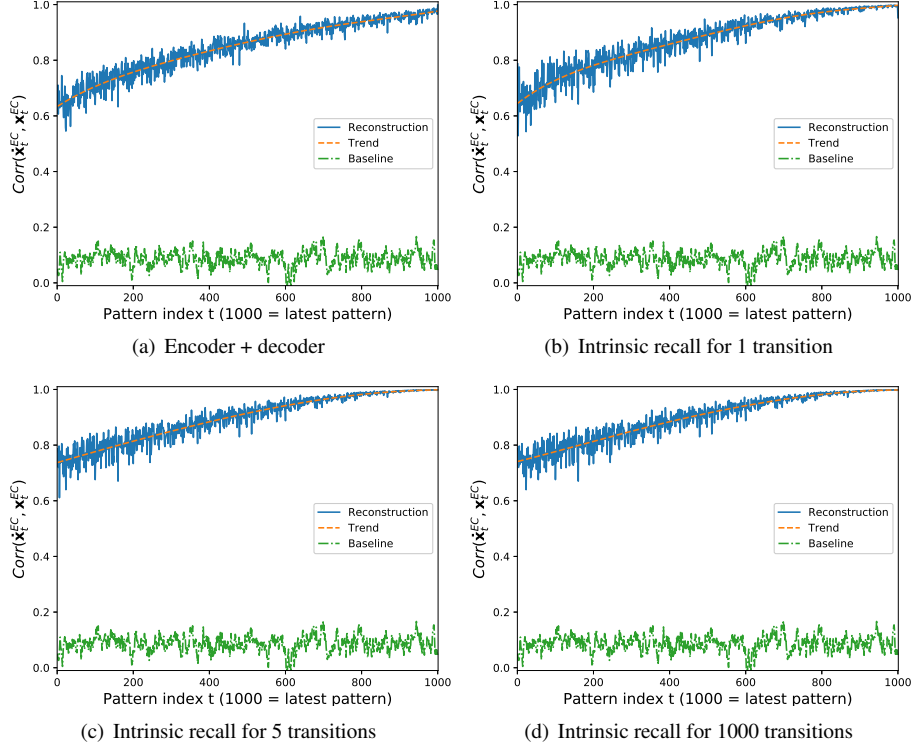 1.0
0.8
0.6
0.4
0.2
0.0
Corr(ẋ_t^EC, x_t^EC)
Reconstruction
Trend
Baseline
0 200 400 600 800 1000
Pattern index t (1000 = latest pattern)
(a) Encoder + decoder
1.0
0.8
0.6
0.4
0.2
0.0
Corr(ẋ_t^EC, x_t^EC)
Reconstruction
Trend
Baseline
0 200 400 600 800 1000
Pattern index t (1000 = latest pattern)
(b) Intrinsic recall for 1 transition
1.0
0.8
0.6
0.4
0.2
0.0
Corr(ẋ_t^EC, x_t^EC)
Reconstruction
Trend
Baseline
0 200 400 600 800 1000
Pattern index t (1000 = latest pattern)
(c) Intrinsic recall for 5 transitions
1.0
0.8
0.6
0.4
0.2
0.0
Corr(ẋ_t^EC, x_t^EC)
Reconstruction
Trend
Baseline
0 200 400 600 800 1000
Pattern index t (1000 = latest pattern)
(d) Intrinsic recall for 1000 transitions